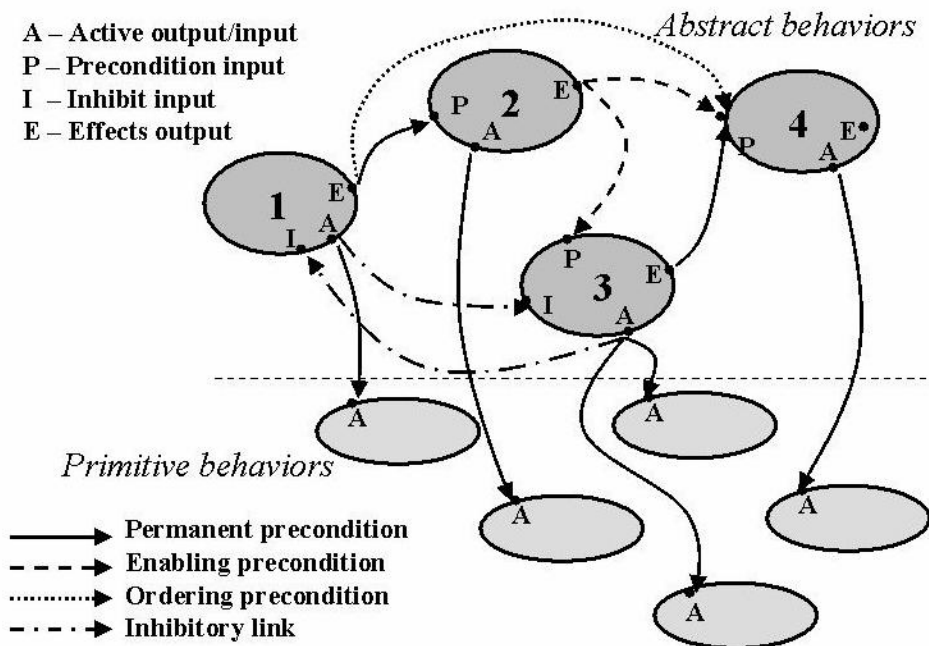 A – Active output/input
P – Precondition input
I – Inhibit input
E – Effects output
Abstract behaviors
1
E
A
I
2
P
A
E
3
P
I
E
A
4
P
E
A
A
A
A
A
A
Primitive behaviors
Permanent precondition
Enabling precondition
Ordering precondition
Inhibitory link